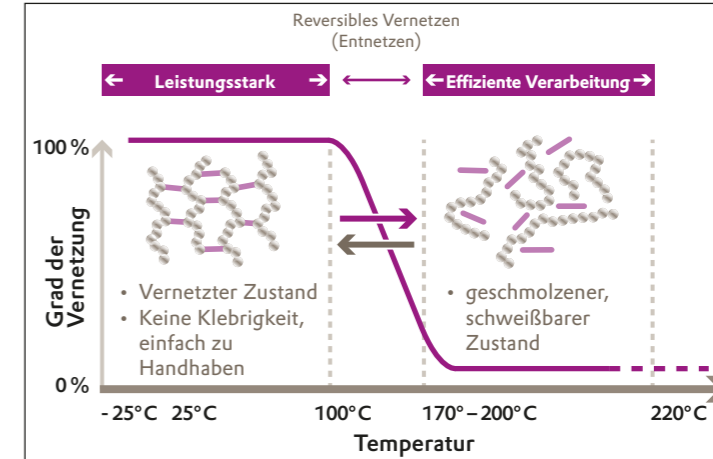 Reversibles Vernetzen
(Entnetzen)
Leistungsstark
Effiziente Verarbeitung
100 %
Grad der
Vernetzung
• Vernetzter Zustand
• Keine Klebrigkeit,
einfach zu
Handhaben
• geschmolzener,
schweißbarer
Zustand
0 %
-25°C 25°C 100°C 170°–200°C 220°C
Temperatur